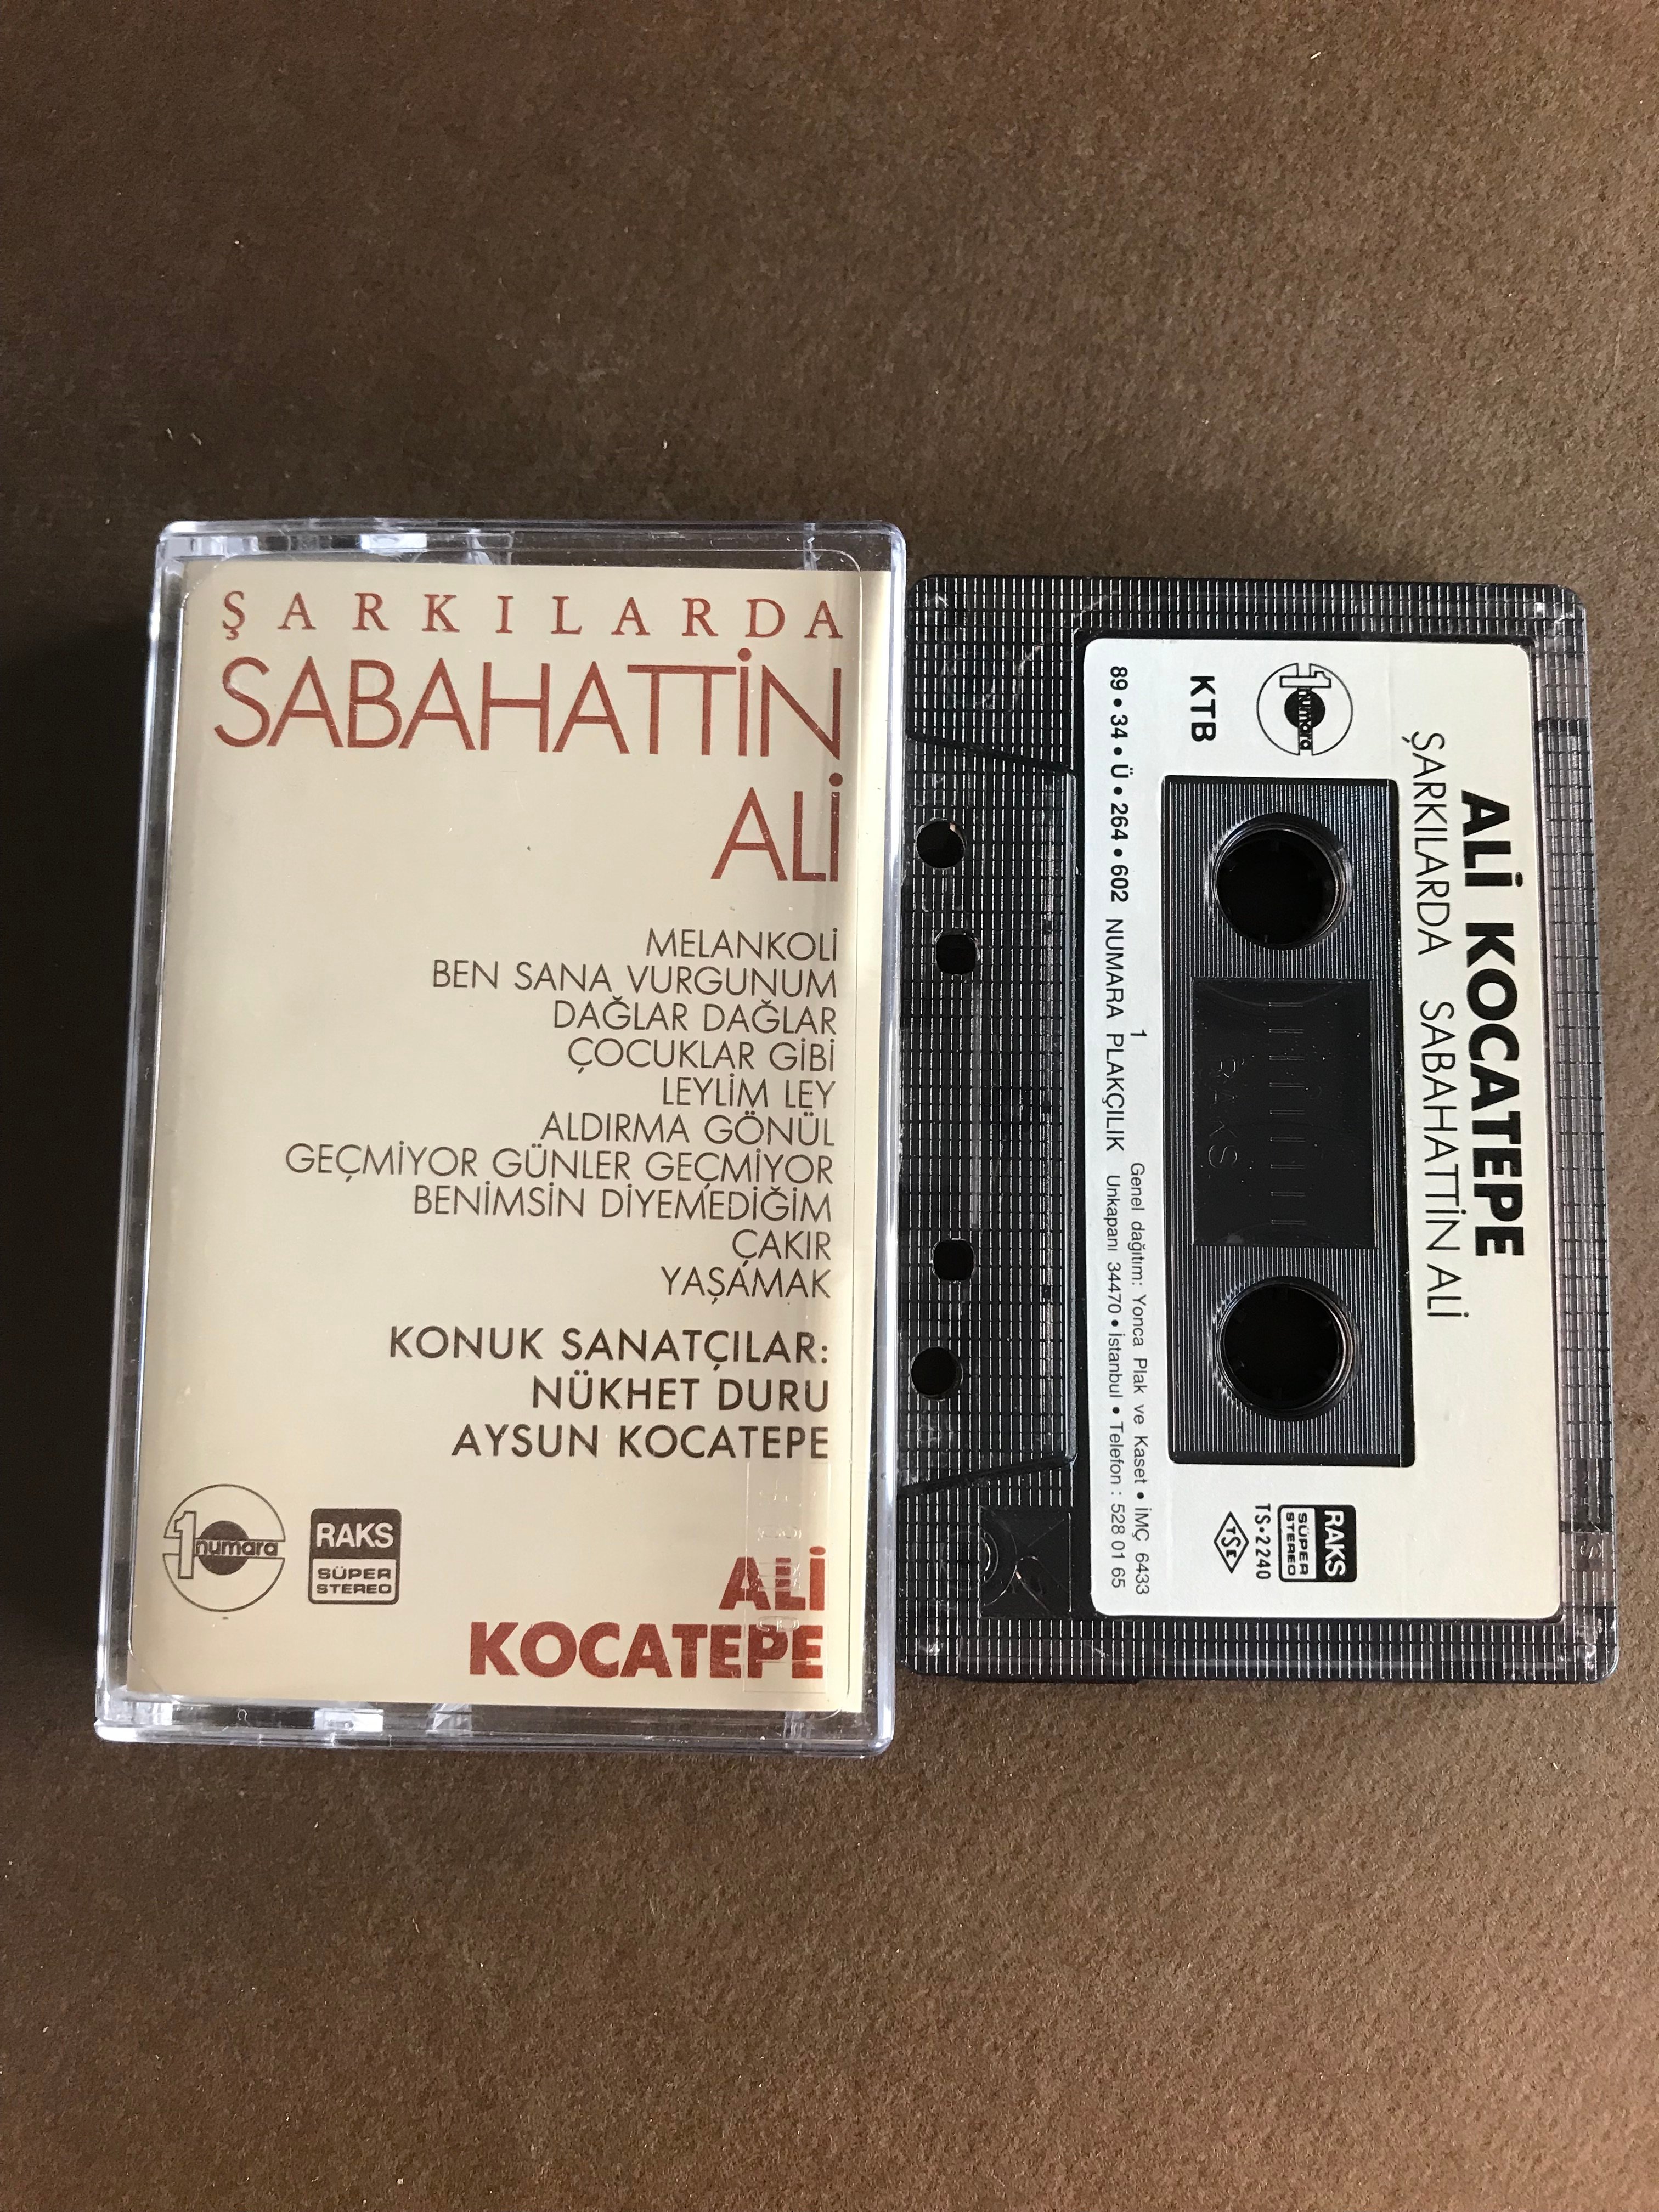 ŞARKILARDA
SABAHATTİN
ALİ
MELANKOLİ
BEN SANA VURGUNUM
DAĞLAR DAĞLAR
ÇOCUKLAR GİBİ
LEYLİM LEY
ALDIRMA GÖNÜL
GEÇMİYOR GÜNLER GEÇMİYOR
BENİMSİN DİYEMEDİĞİM
ÇAKIR
YAŞAMAK
KONUK SANATÇILAR:
NÜKHET DURU
AYSUN KOCATEPE
1 numara
RAKS
SÜPER
STEREO
ALİ
KOCATEPE
ALİ KOCATEPE
ŞARKILARDA SABAHATTİN ALİ
1 numara
KTB
RAKS
RAKS
SÜPER
STEREO
TS•2240
TSE
1
89•34•Ü•264•602 NUMARA PLAKÇILIK
Genel dağıtım: Yonca Plak ve Kaset • İMÇ 6433
Unkapanı 34470 • İstanbul • Telefon : 528 01 65